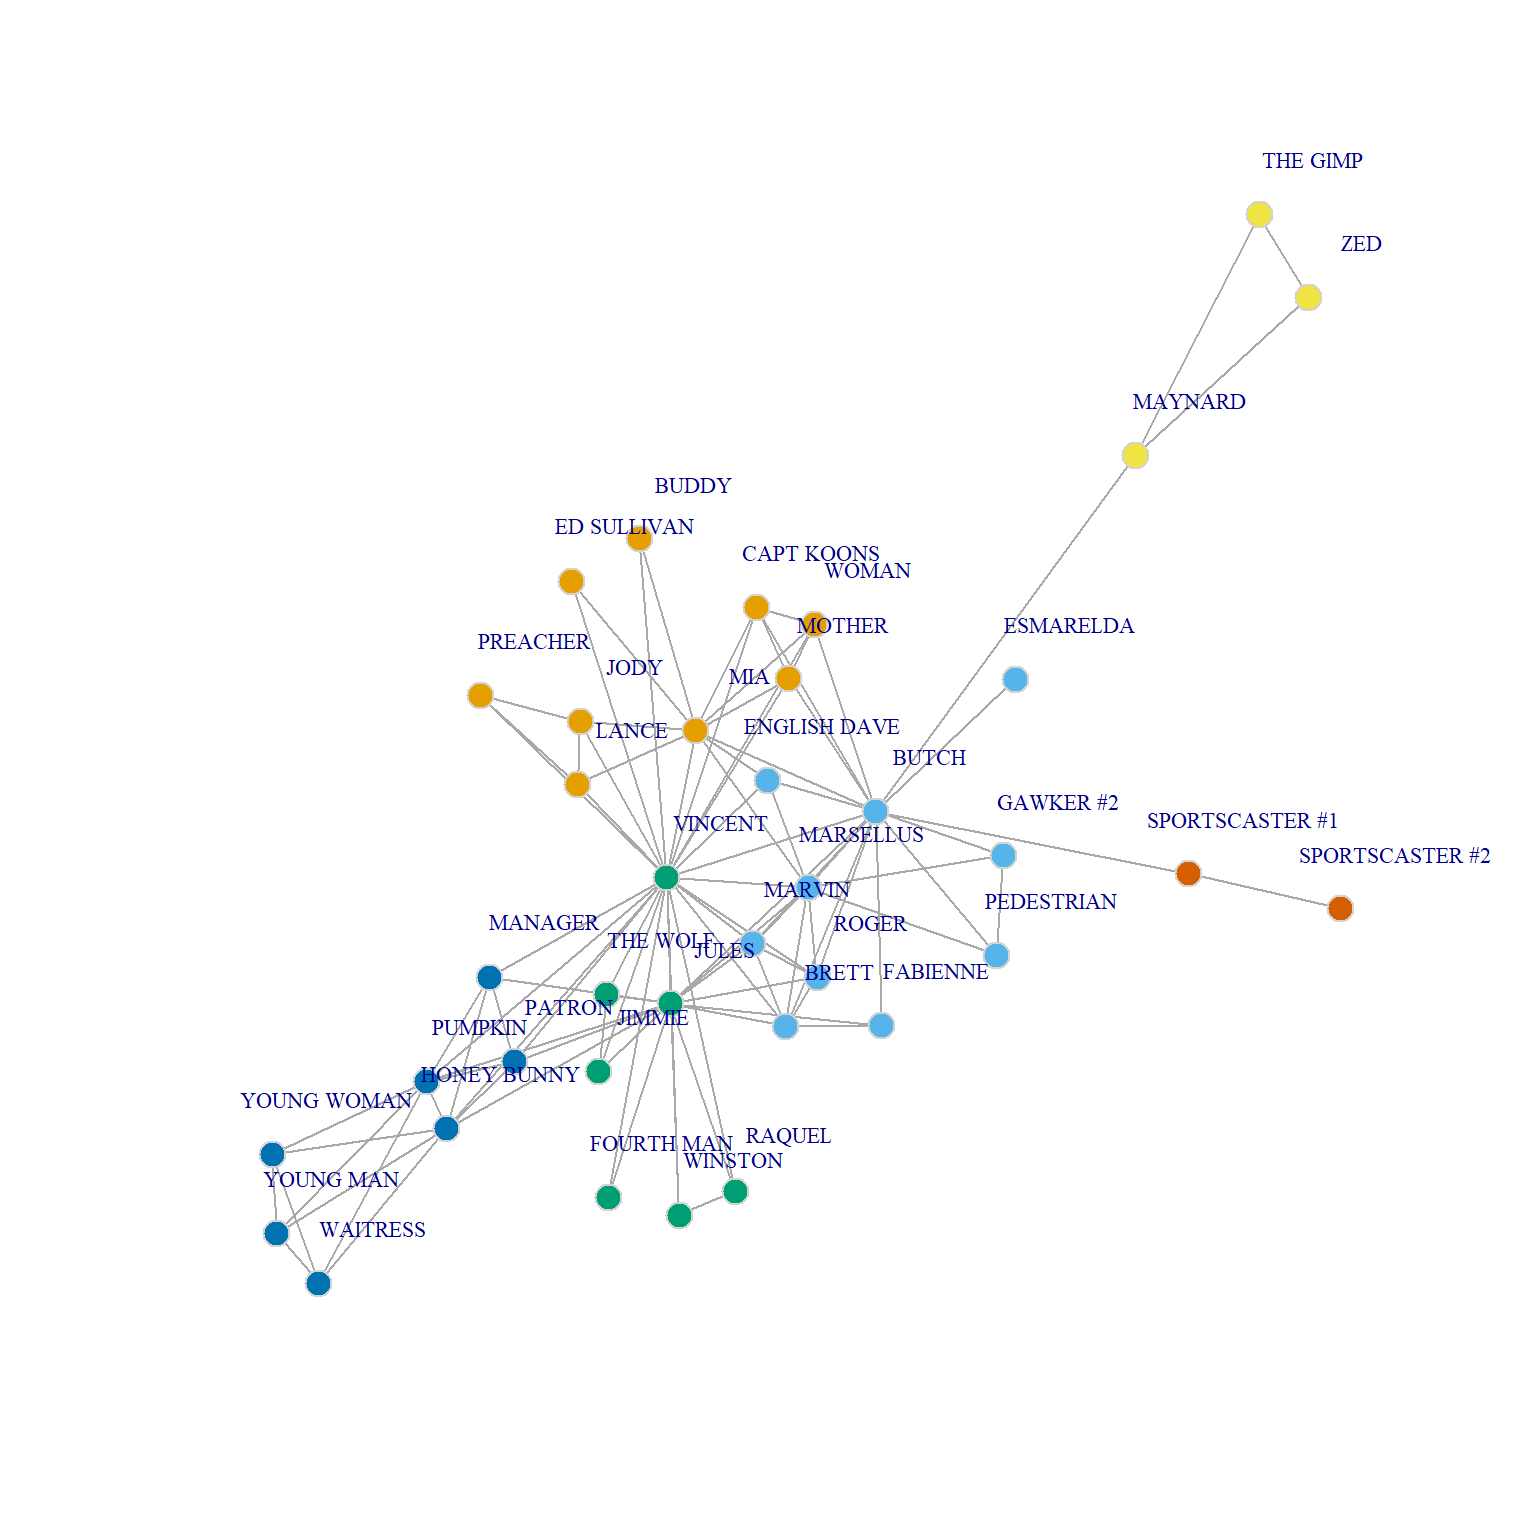 THE GIMP
ZED
MAYNARD
BUDDY
ED SULLIVAN
CAPT KOONS
WOMAN
MOTHER
ESMARELDA
PREACHER
JODY
MIA
LANCE
ENGLISH DAVE
BUTCH
GAWKER #2
SPORTSCASTER #1
VINCENT
MARSELLUS
SPORTSCASTER #2
MARVIN
PEDESTRIAN
MANAGER
ROGER
THE WOLF
JULES
BRETT
FABIENNE
PATRON
JIMMIE
PUMPKIN
HONEY BUNNY
YOUNG WOMAN
FOURTH MAN
RAQUEL
WINSTON
YOUNG MAN
WAITRESS